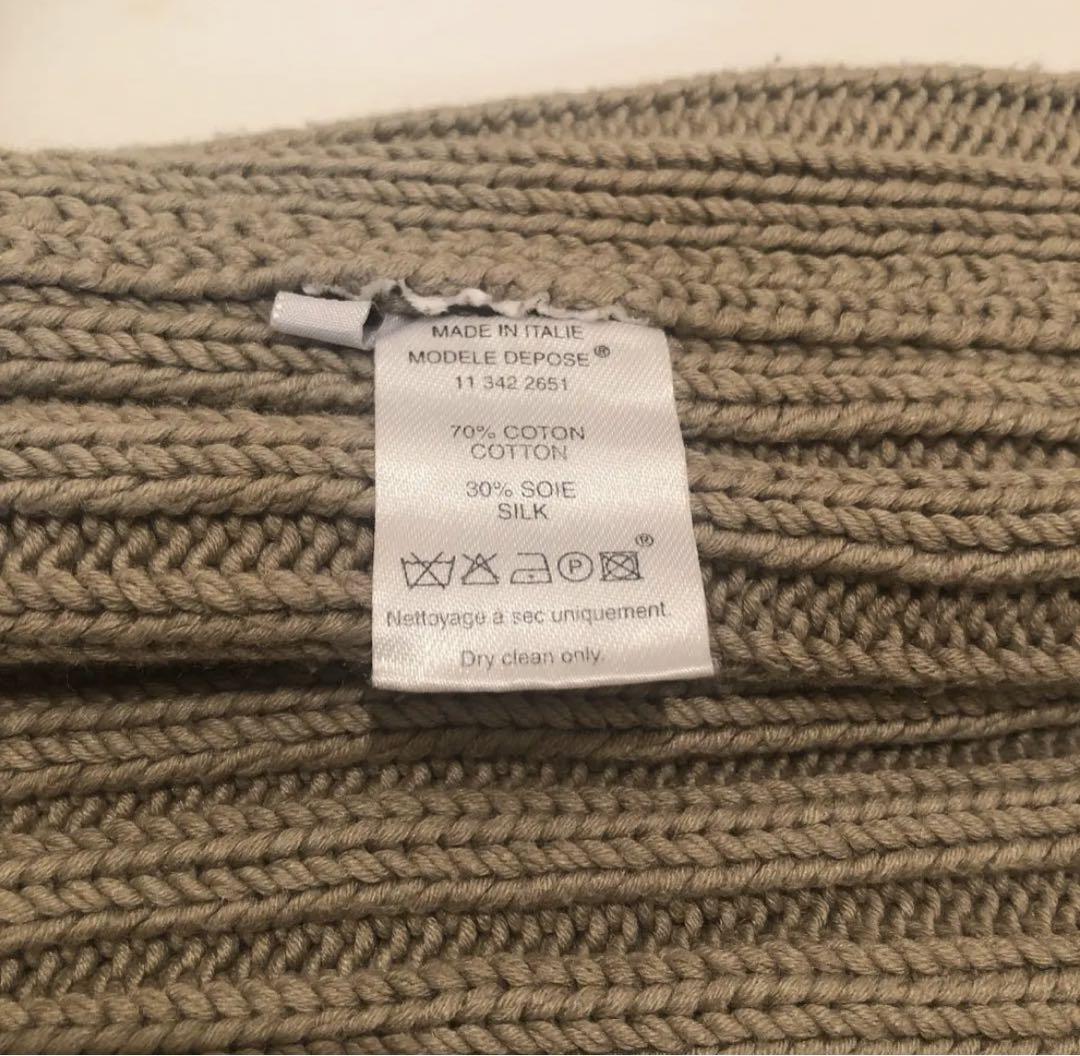 MADE IN ITALIE
MODELE DEPOSE®
11 342 2651
70% COTON
COTTON
30% SOIE
SILK
P ®
Nettoyage a sec uniquement.
Dry clean only.